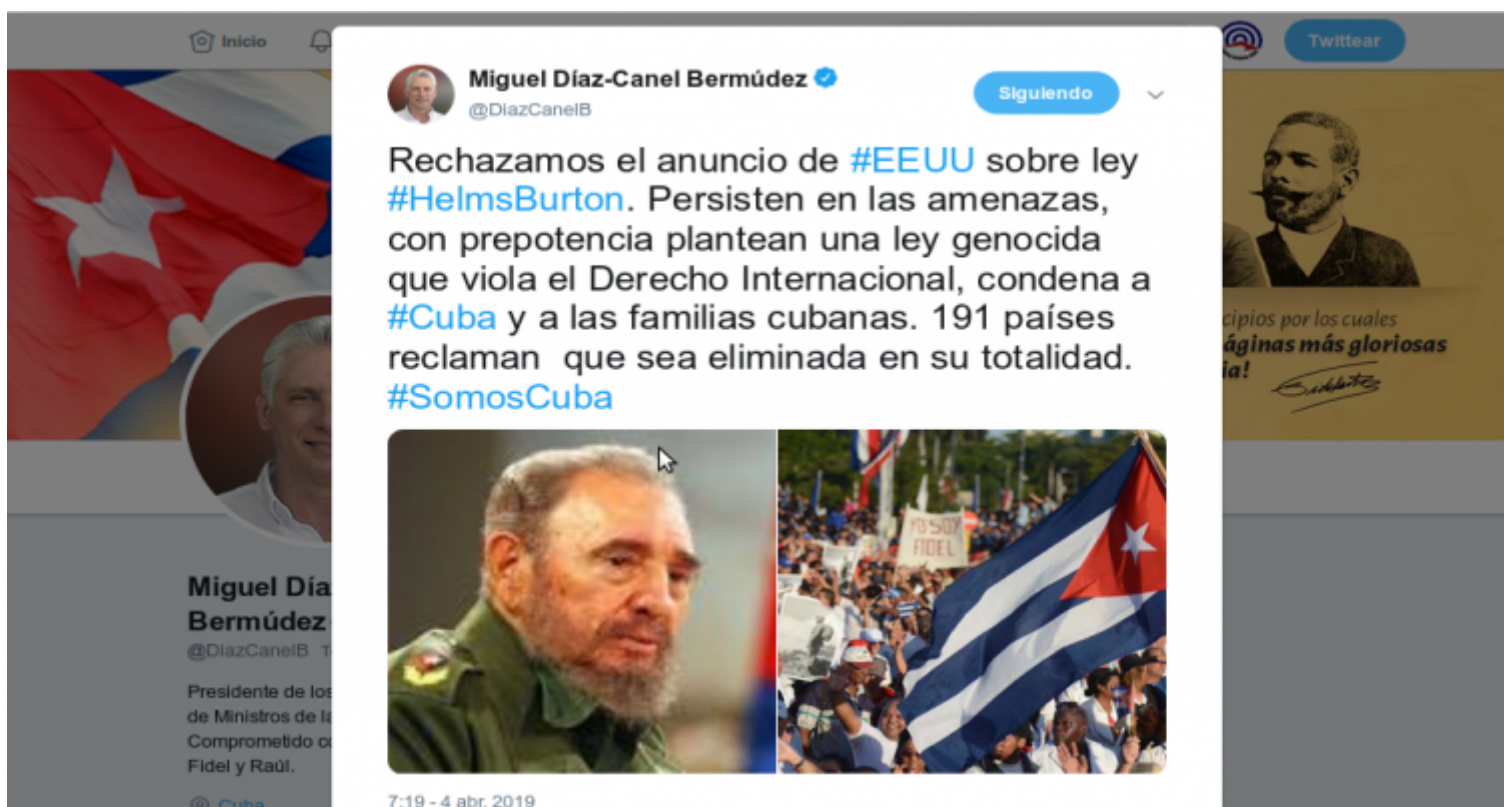 Inicio
Twittear
Miguel Díaz-Canel Bermúdez
@DiazCanelB
Siguiendo
Rechazamos el anuncio de #EEUU sobre ley
#HelmsBurton. Persisten en las amenazas,
con prepotencia plantean una ley genocida
que viola el Derecho Internacional, condena a
#Cuba y a las familias cubanas. 191 países
reclaman que sea eliminada en su totalidad.
#SomosCuba
YO SOY
FIDEL
7:19 - 4 abr. 2019
Miguel Día
Bermúdez
@DiazCanelB
Presidente de los
de Ministros de la
Comprometido co
Fidel y Raúl.
Cuba
cipios por los cuales
áginas más gloriosas
ia!